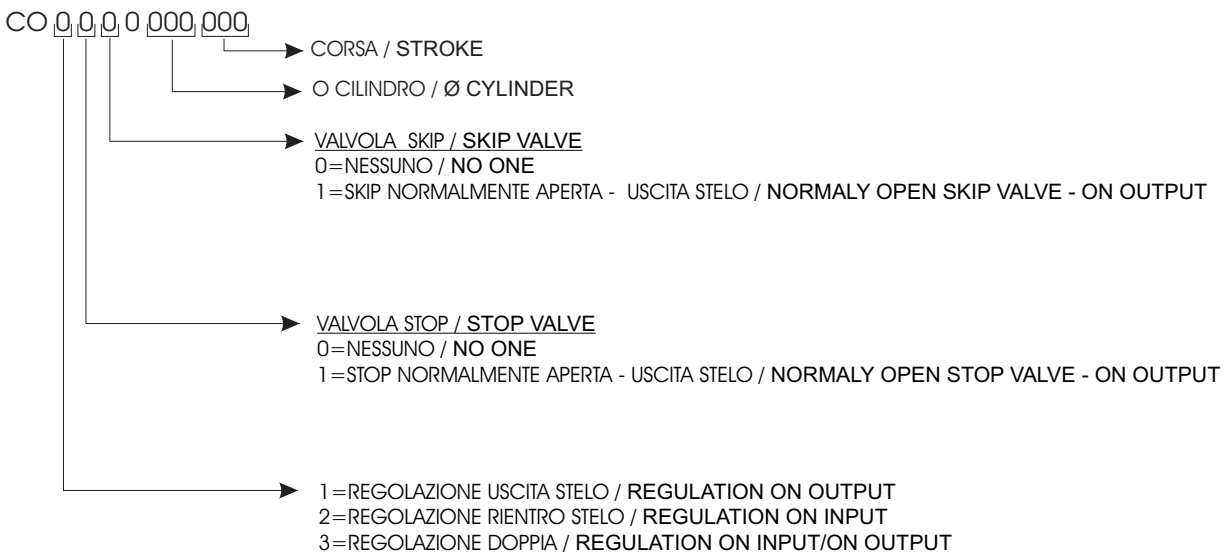 CO 0 0 0 0 000 000
CORSA / STROKE
O CILINDRO / Ø CYLINDER
VALVOLA SKIP / SKIP VALVE
0=NESSUNO / NO ONE
1=SKIP NORMALMENTE APERTA - USCITA STELO / NORMALY OPEN SKIP VALVE - ON OUTPUT
VALVOLA STOP / STOP VALVE
0=NESSUNO / NO ONE
1=STOP NORMALMENTE APERTA - USCITA STELO / NORMALY OPEN STOP VALVE - ON OUTPUT
1=REGOLAZIONE USCITA STELO / REGULATION ON OUTPUT
2=REGOLAZIONE RIENTRO STELO / REGULATION ON INPUT
3=REGOLAZIONE DOPPIA / REGULATION ON INPUT/ON OUTPUT